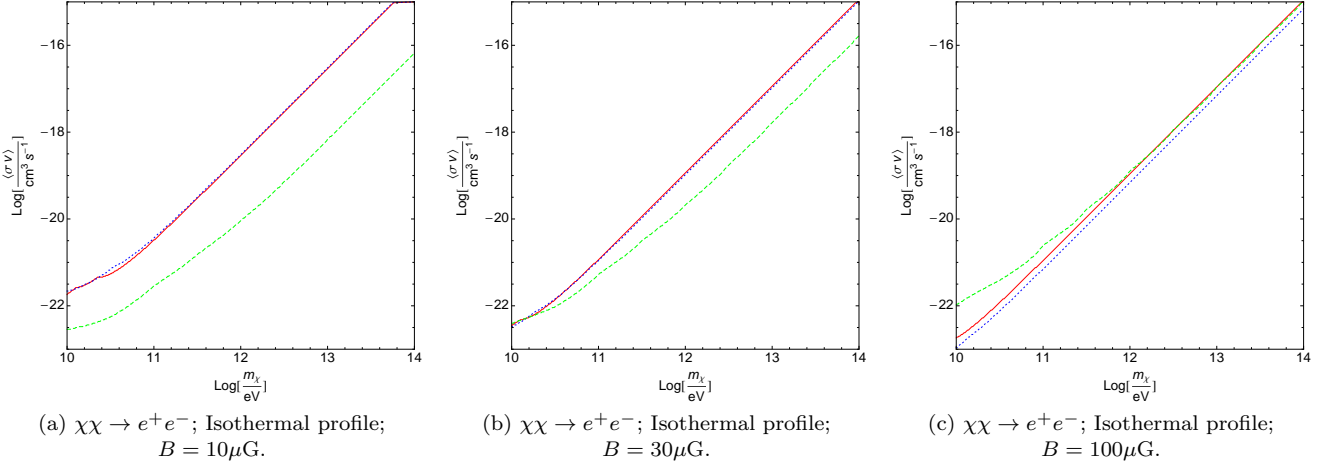 −16
−18
−20
−22
10 11 12 13 14
Log[⟨σ v⟩/cm³ s⁻¹]
Log[m_χ/eV]
(a) χχ → e⁺e⁻; Isothermal profile;
B = 10μG.
−16
−18
−20
−22
10 11 12 13 14
Log[⟨σ v⟩/cm³ s⁻¹]
Log[m_χ/eV]
(b) χχ → e⁺e⁻; Isothermal profile;
B = 30μG.
−16
−18
−20
−22
10 11 12 13 14
Log[⟨σ v⟩/cm³ s⁻¹]
Log[m_χ/eV]
(c) χχ → e⁺e⁻; Isothermal profile;
B = 100μG.